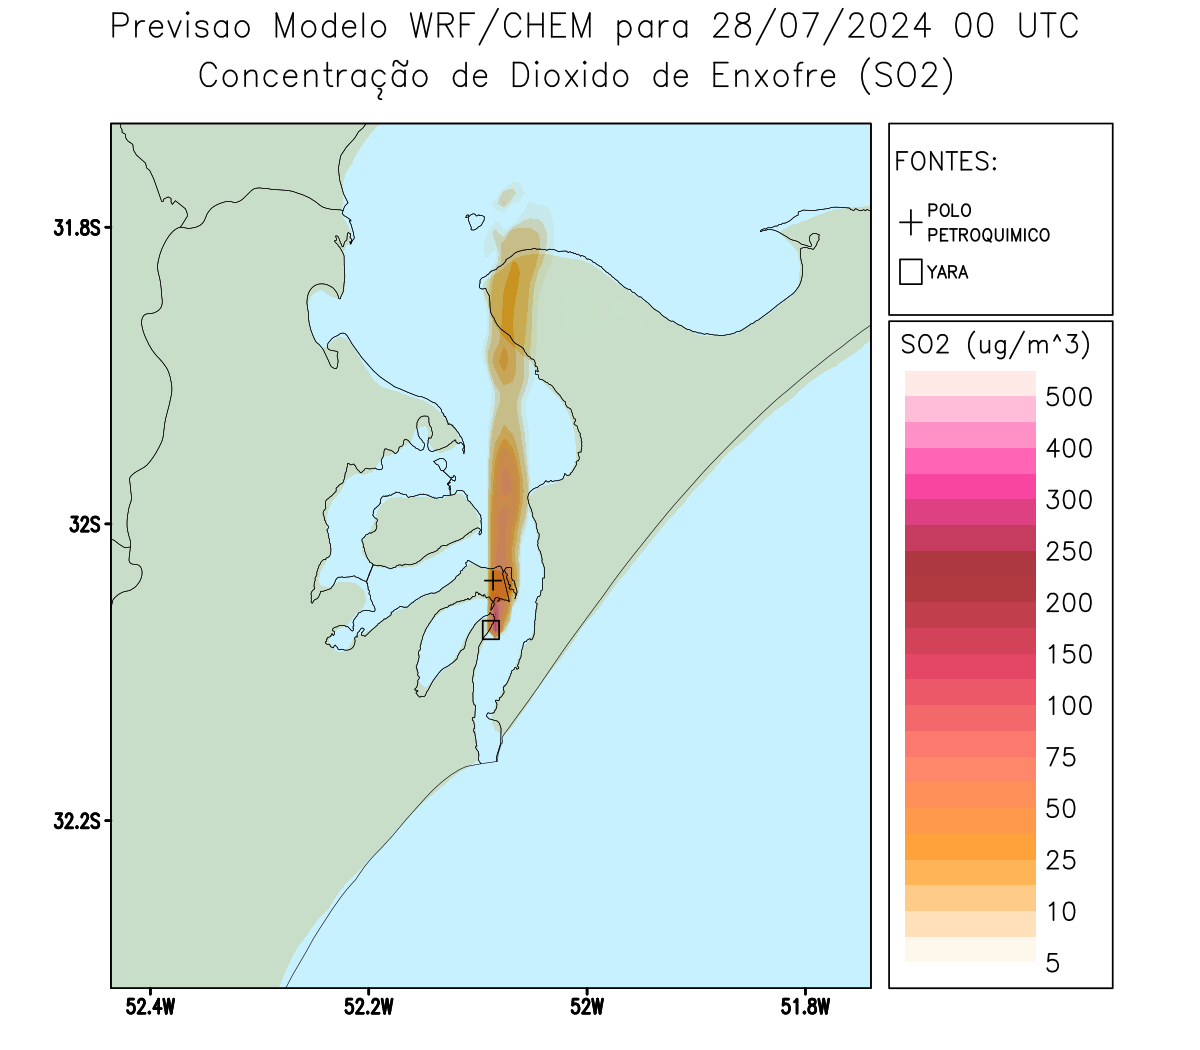 Previsao Modelo WRF/CHEM para 28/07/2024 00 UTC
Concentração de Dioxido de Enxofre (SO2)
FONTES:
POLO
PETROQUIMICO
YARA
SO2 (ug/m^3)
500
400
300
250
200
150
100
75
50
25
10
5
31.8S
32S
32.2S
52.4W
52.2W
52W
51.8W